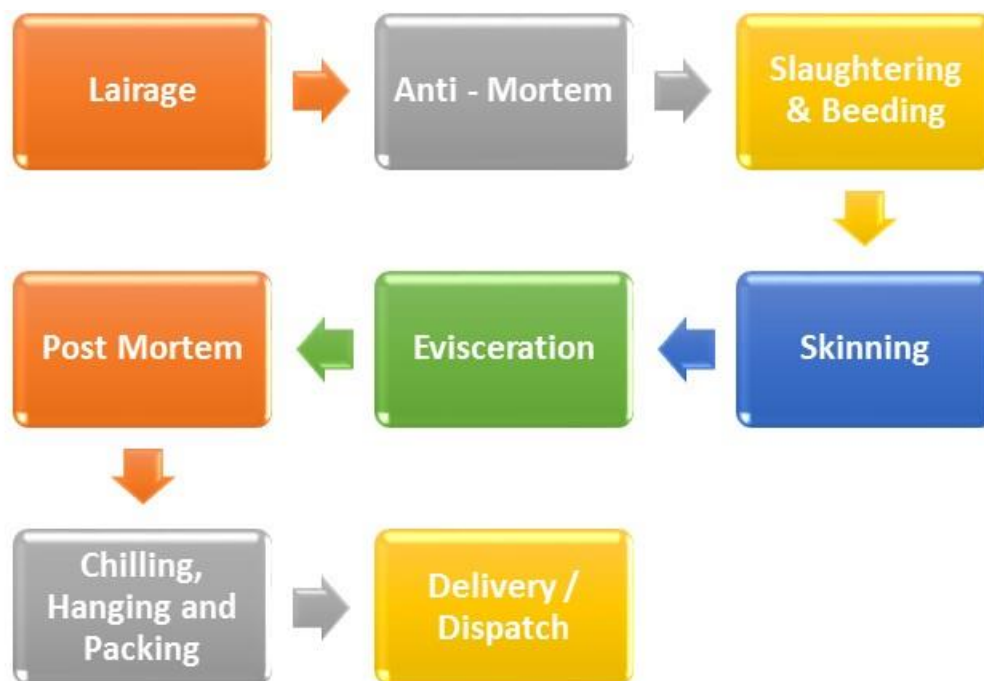 Lairage
Anti - Mortem
Slaughtering
& Beeding
Skinning
Evisceration
Post Mortem
Chilling,
Hanging and
Packing
Delivery /
Dispatch